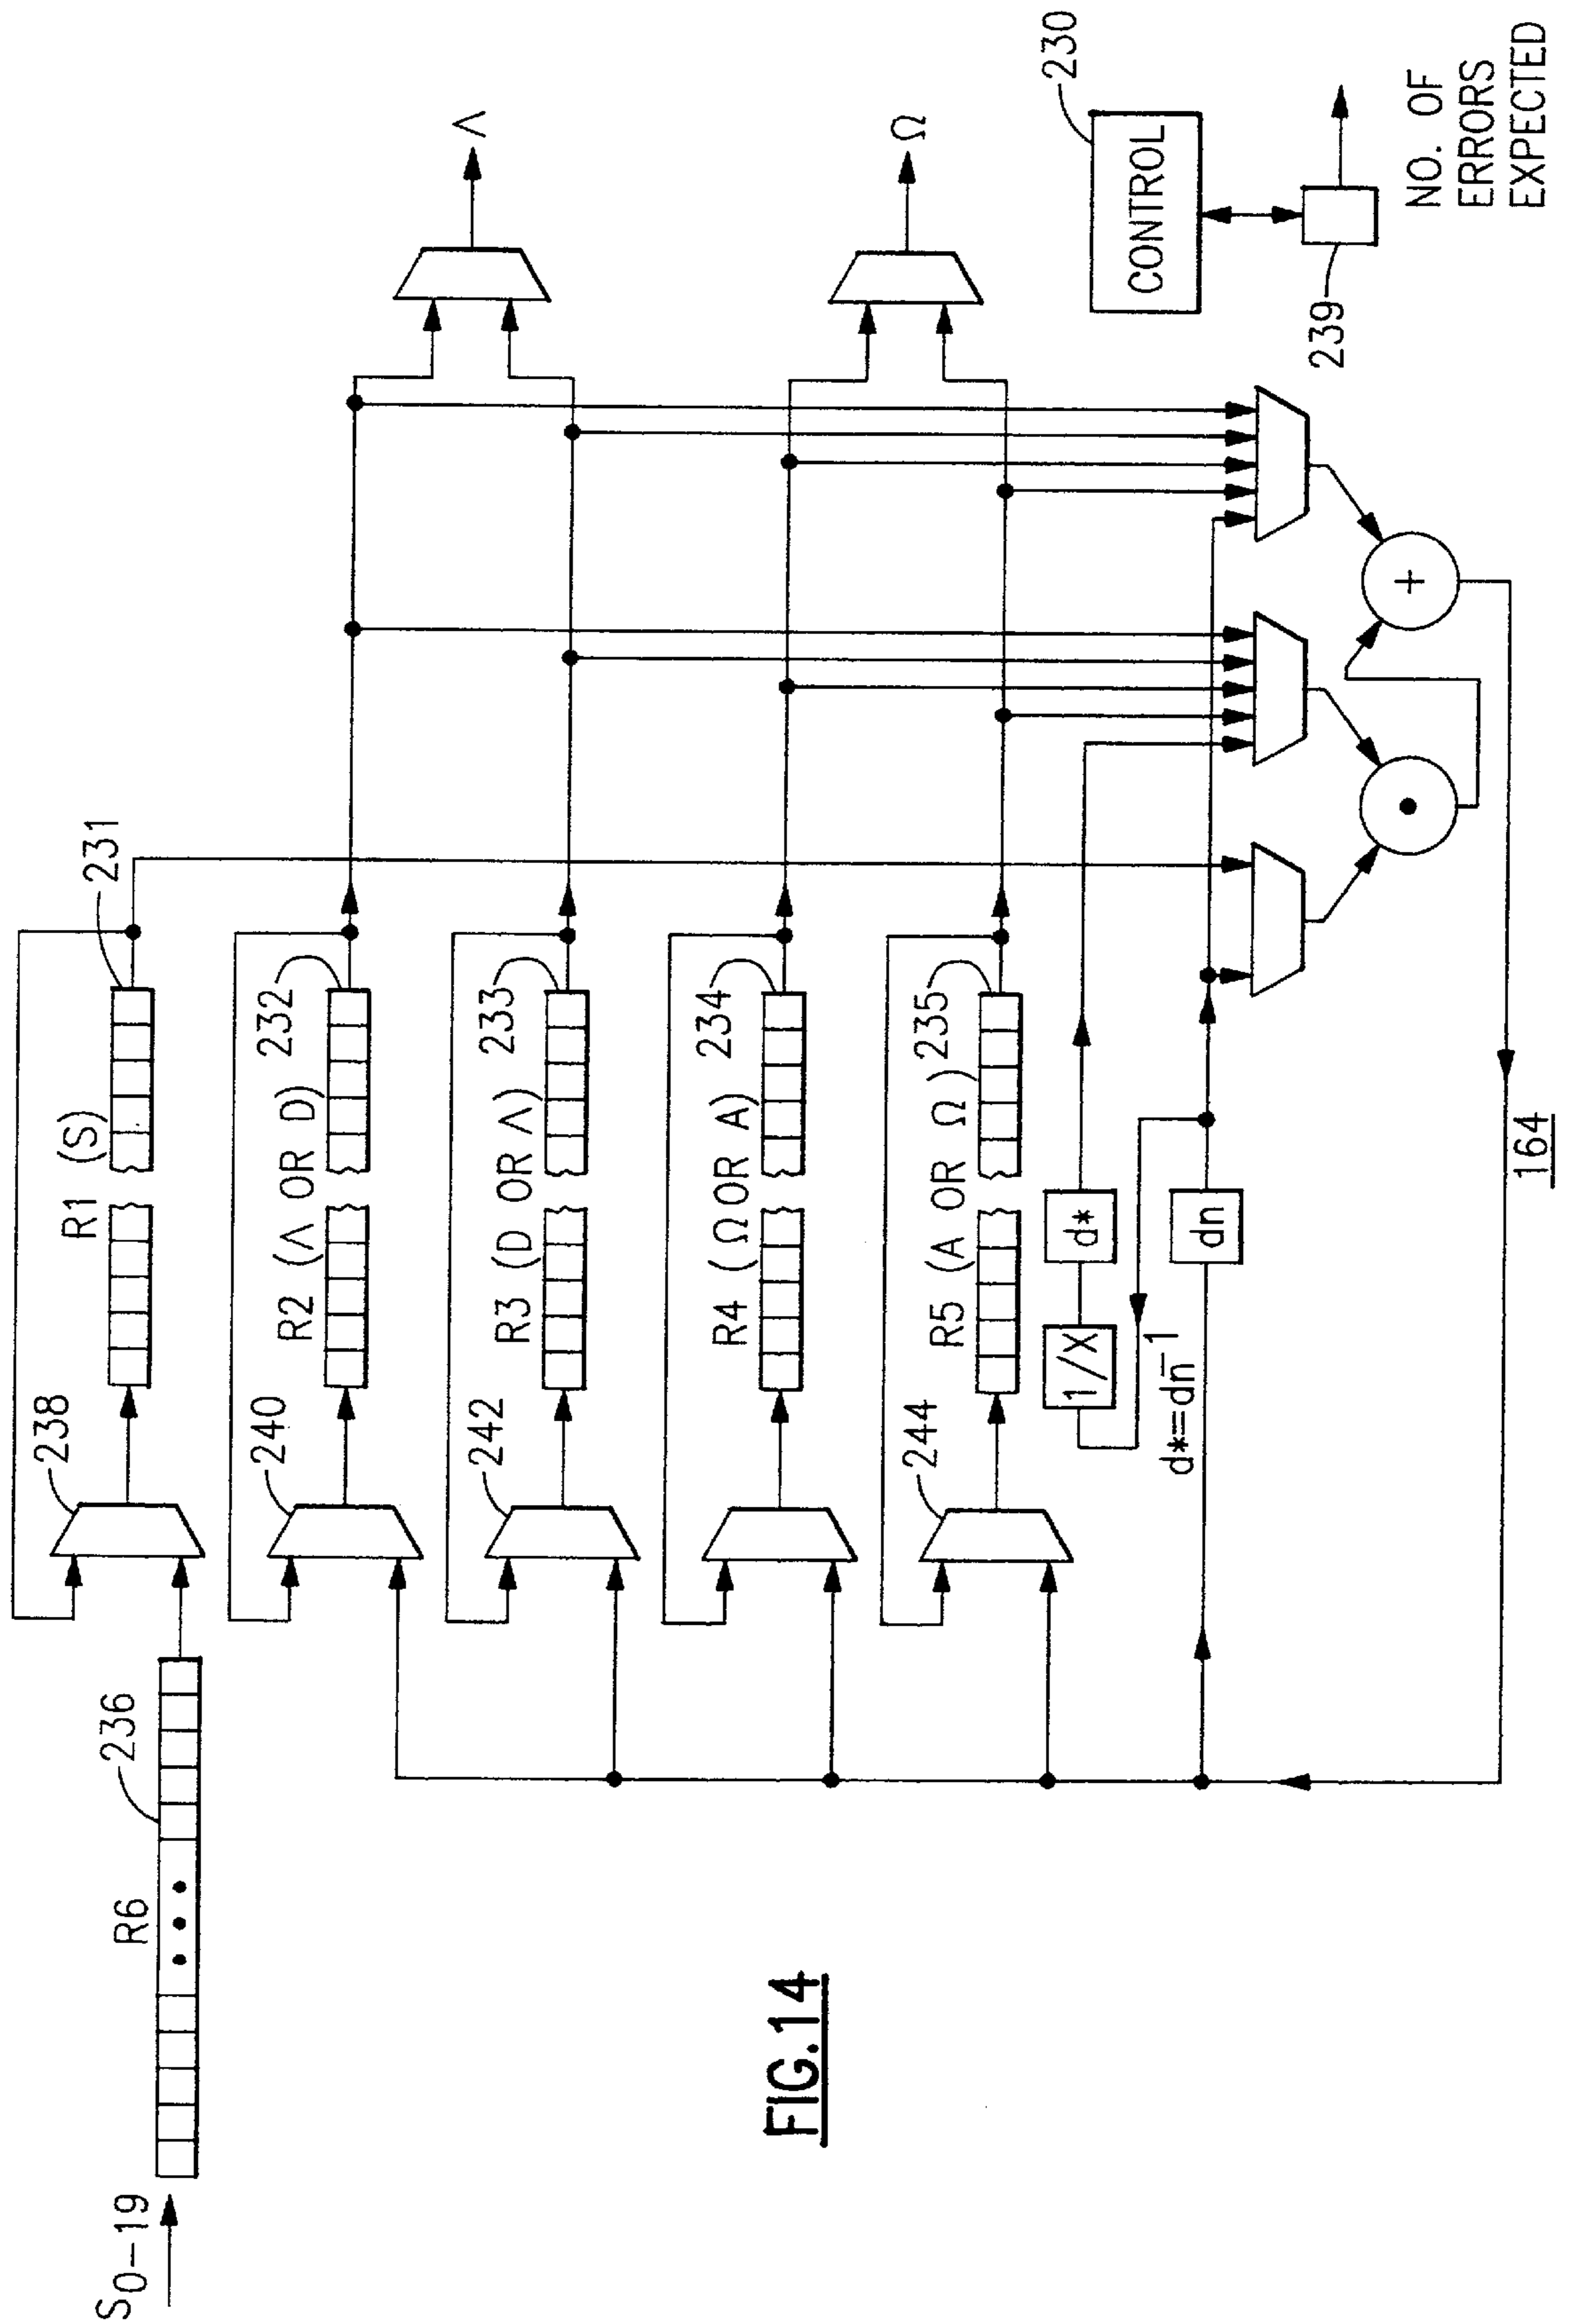 S0-19
R6
236
238
R1 (S)
231
240
R2 (Λ OR D)
232
242
R3 (D OR Λ)
233
R4 (Ω OR A)
234
244
R5 (A OR Ω)
235
1/X
d*
d*=dn-1
dn
Λ
Ω
CONTROL
230
239
NO. OF
ERRORS
EXPECTED
+
164
FIG.14